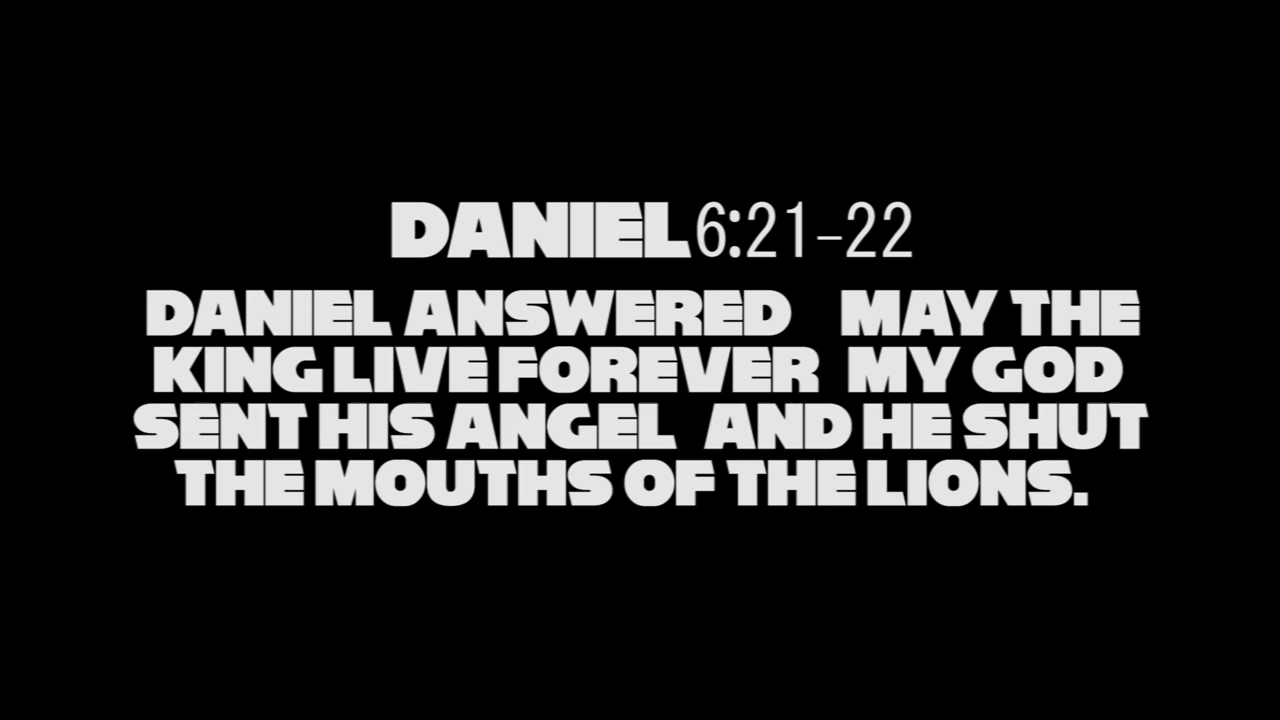 DANIEL 6:21-22
DANIEL ANSWERED MAY THE
KING LIVE FOREVER MY GOD
SENT HIS ANGEL AND HE SHUT
THE MOUTHS OF THE LIONS.